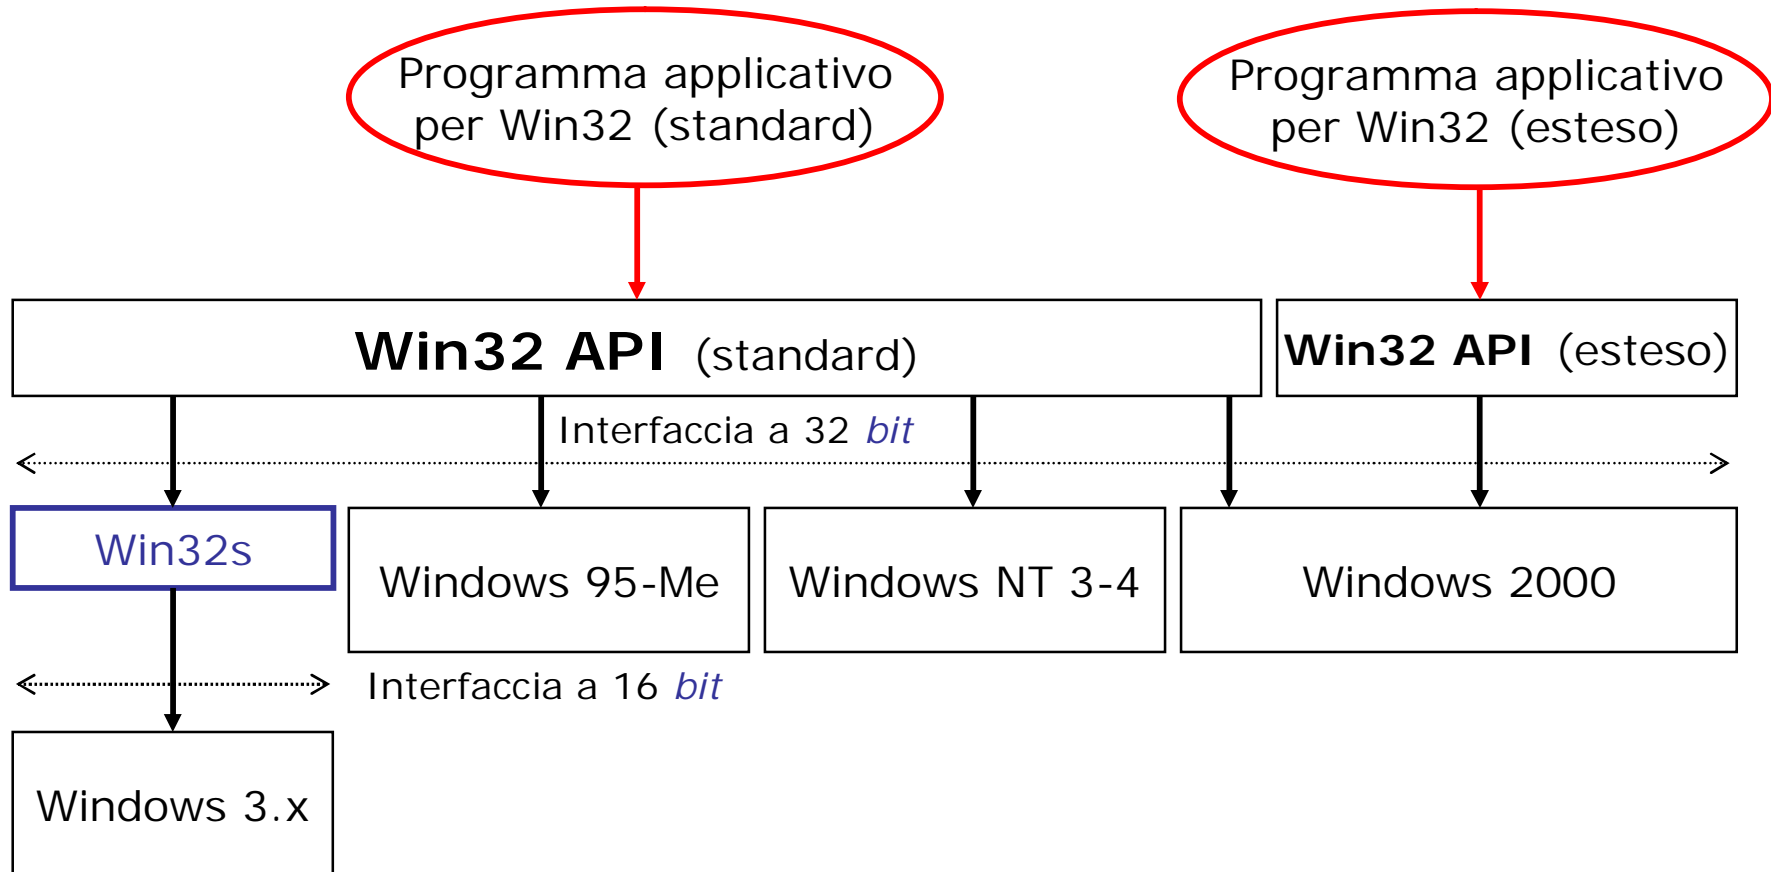 Programma applicativo
per Win32 (standard)
Programma applicativo
per Win32 (esteso)
Win32 API (standard)
Win32 API (esteso)
Interfaccia a 32 bit
Win32s
Windows 95-Me
Windows NT 3-4
Windows 2000
Interfaccia a 16 bit
Windows 3.x